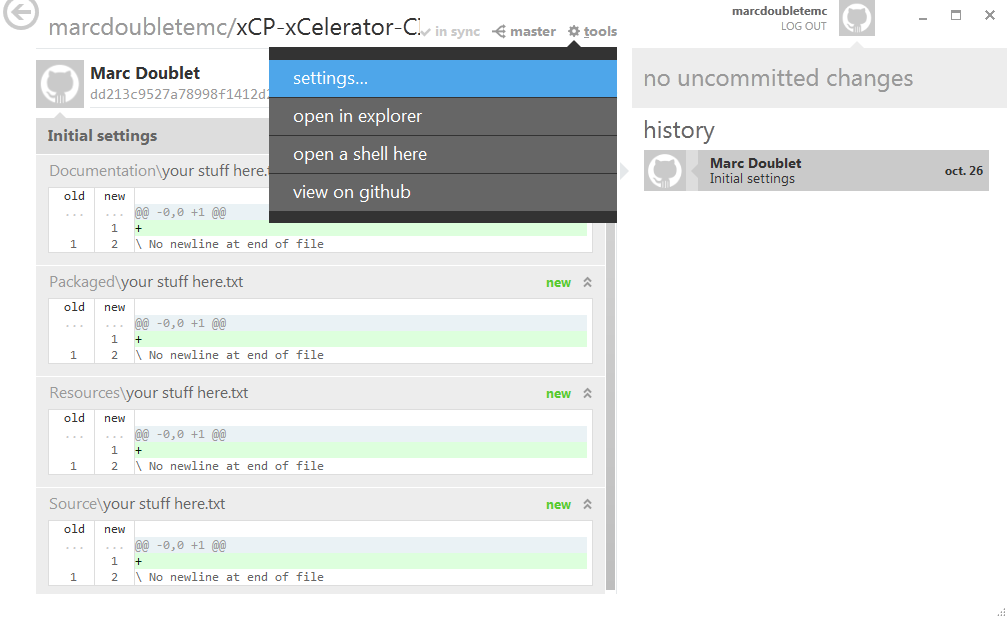 marcdoubletemc/xCP-xCelerator-C
in sync
master
tools
marcdoubletemc
LOG OUT
settings...
open in explorer
open a shell here
view on github
Marc Doublet
dd213c9527a78998f1412d
Initial settings
Documentation\your stuff here.
old new
... ... @@ -0,0 +1 @@
1 +
1 2 \ No newline at end of file
Packaged\your stuff here.txt new
old new
... ... @@ -0,0 +1 @@
1 +
1 2 \ No newline at end of file
Resources\your stuff here.txt new
old new
... ... @@ -0,0 +1 @@
1 +
1 2 \ No newline at end of file
Source\your stuff here.txt new
old new
... ... @@ -0,0 +1 @@
1 +
1 2 \ No newline at end of file
no uncommitted changes
history
Marc Doublet
Initial settings
oct. 26